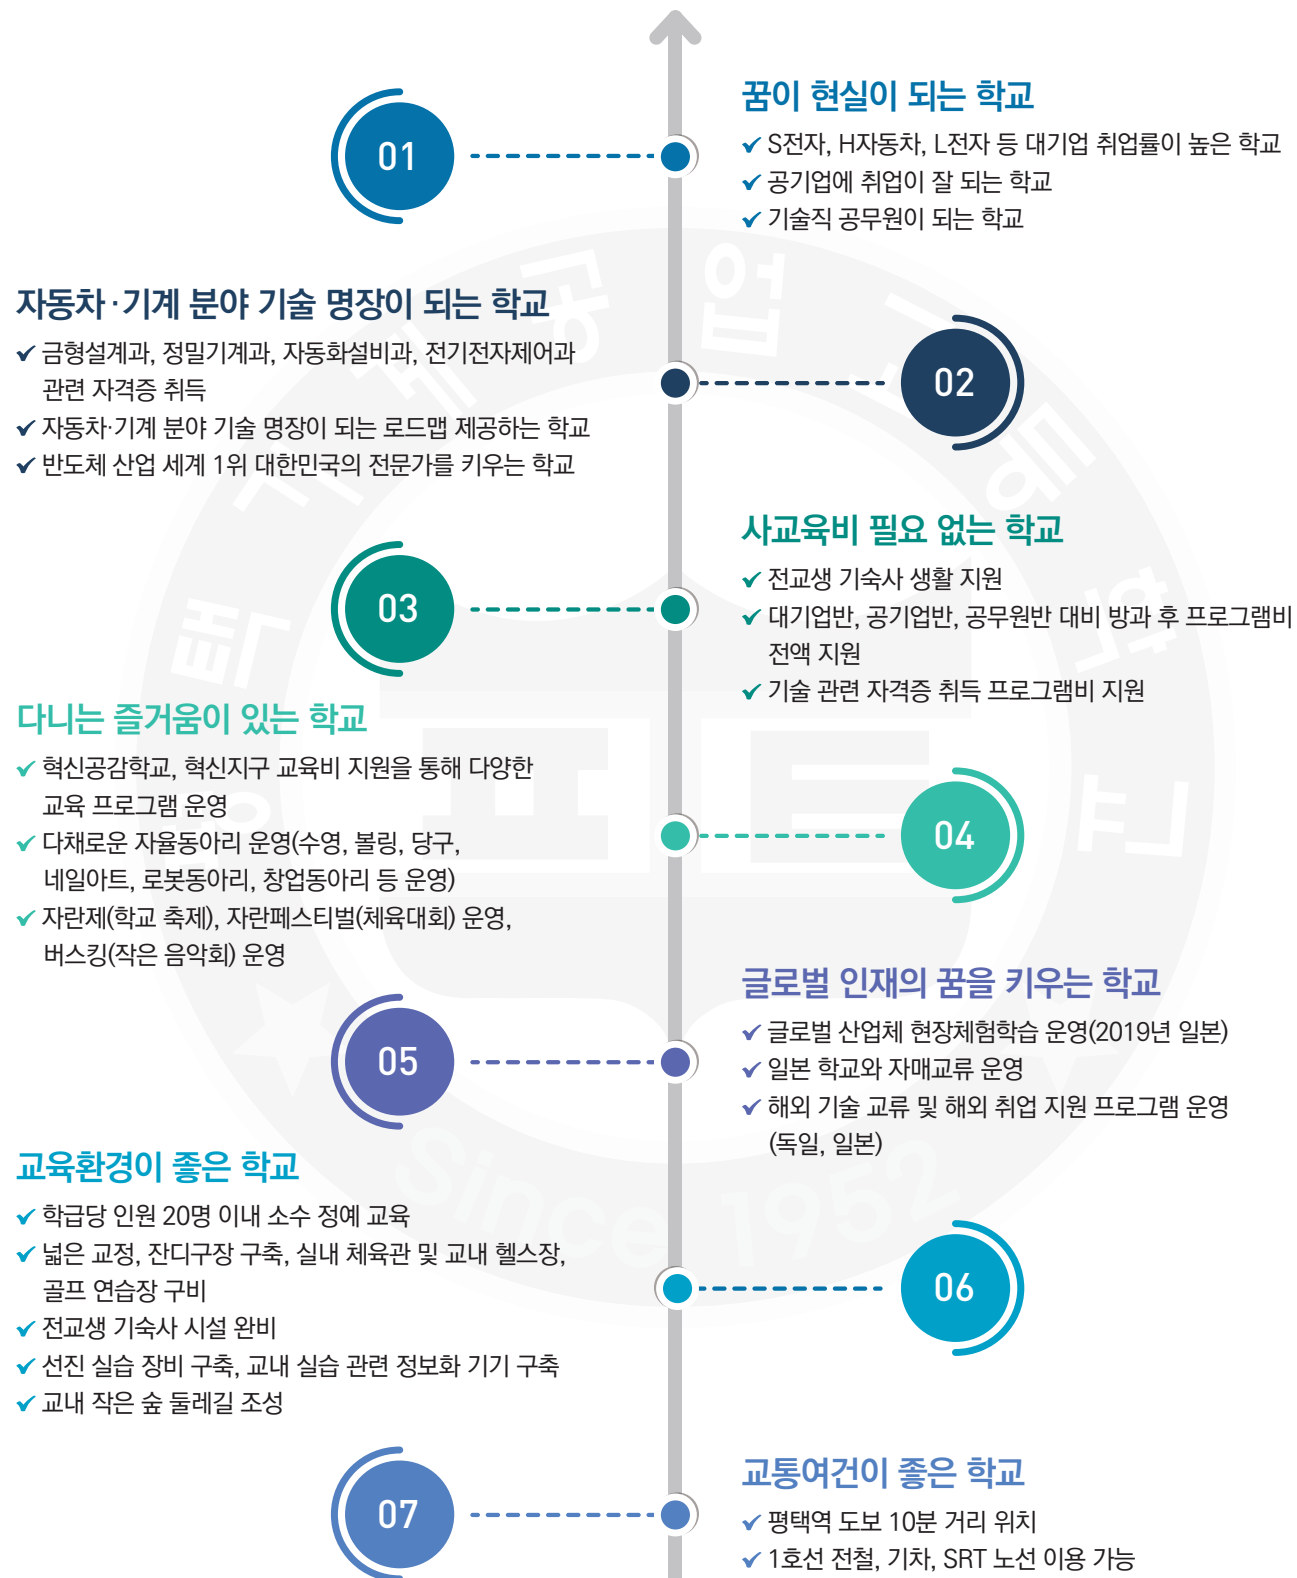 01
꿈이 현실이 되는 학교
S전자, H자동차, L전자 등 대기업 취업률이 높은 학교
공기업에 취업이 잘 되는 학교
기술직 공무원이 되는 학교
자동차·기계 분야 기술 명장이 되는 학교
금형설계과, 정밀기계과, 자동화설비과, 전기전자제어과
관련 자격증 취득
자동차·기계 분야 기술 명장이 되는 로드맵 제공하는 학교
반도체 산업 세계 1위 대한민국의 전문가를 키우는 학교
02
03
사교육비 필요 없는 학교
전교생 기숙사 생활 지원
대기업반, 공기업반, 공무원반 대비 방과 후 프로그램비
전액 지원
기술 관련 자격증 취득 프로그램비 지원
다니는 즐거움이 있는 학교
혁신공감학교, 혁신지구 교육비 지원을 통해 다양한
교육 프로그램 운영
다채로운 자율동아리 운영(수영, 볼링, 당구,
네일아트, 로봇동아리, 창업동아리 등 운영)
자란제(학교 축제), 자란페스티벌(체육대회) 운영,
버스킹(작은 음악회) 운영
04
05
글로벌 인재의 꿈을 키우는 학교
글로벌 산업체 현장체험학습 운영(2019년 일본)
일본 학교와 자매교류 운영
해외 기술 교류 및 해외 취업 지원 프로그램 운영
(독일, 일본)
교육환경이 좋은 학교
학급당 인원 20명 이내 소수 정예 교육
넓은 교정, 잔디구장 구축, 실내 체육관 및 교내 헬스장,
골프 연습장 구비
전교생 기숙사 시설 완비
선진 실습 장비 구축, 교내 실습 관련 정보화 기기 구축
교내 작은 숲 둘레길 조성
06
07
교통여건이 좋은 학교
평택역 도보 10분 거리 위치
1호선 전철, 기차, SRT 노선 이용 가능
평택기계공업고등학교
Since 1952